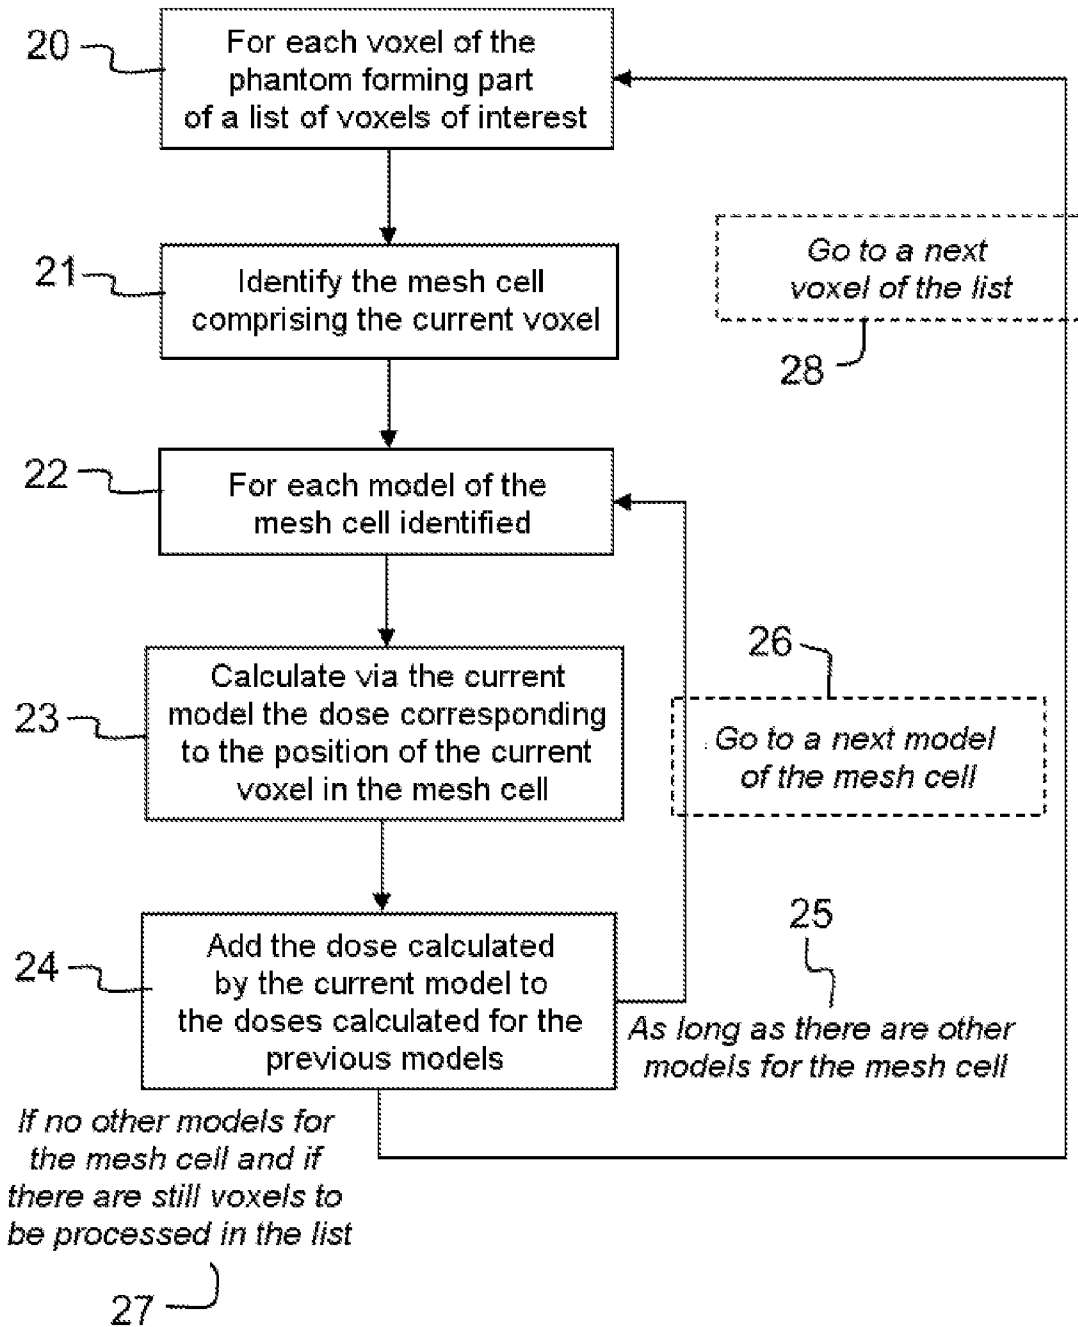 20
For each voxel of the
phantom forming part
of a list of voxels of interest
21
Identify the mesh cell
comprising the current voxel
Go to a next
voxel of the list
28
22
For each model of the
mesh cell identified
23
Calculate via the current
model the dose corresponding
to the position of the current
voxel in the mesh cell
26
Go to a next model
of the mesh cell
24
Add the dose calculated
by the current model to
the doses calculated for the
previous models
25
As long as there are other
models for the mesh cell
If no other models for
the mesh cell and if
there are still voxels to
be processed in the list
27